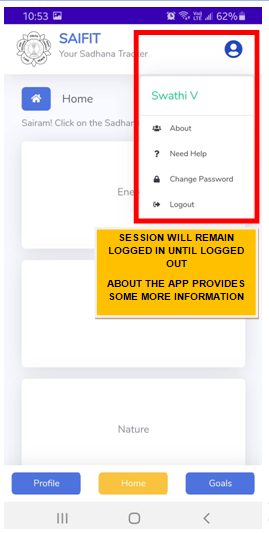 10:53
62%
SAIFIT
Your Sadhana Tracker
Home
Swathi V
Sairam! Click on the Sadhan
About
Need Help
Change Password
Logout
Ene
SESSION WILL REMAIN
LOGGED IN UNTIL LOGGED
OUT
ABOUT THE APP PROVIDES
SOME MORE INFORMATION
Nature
Profile
Home
Goals